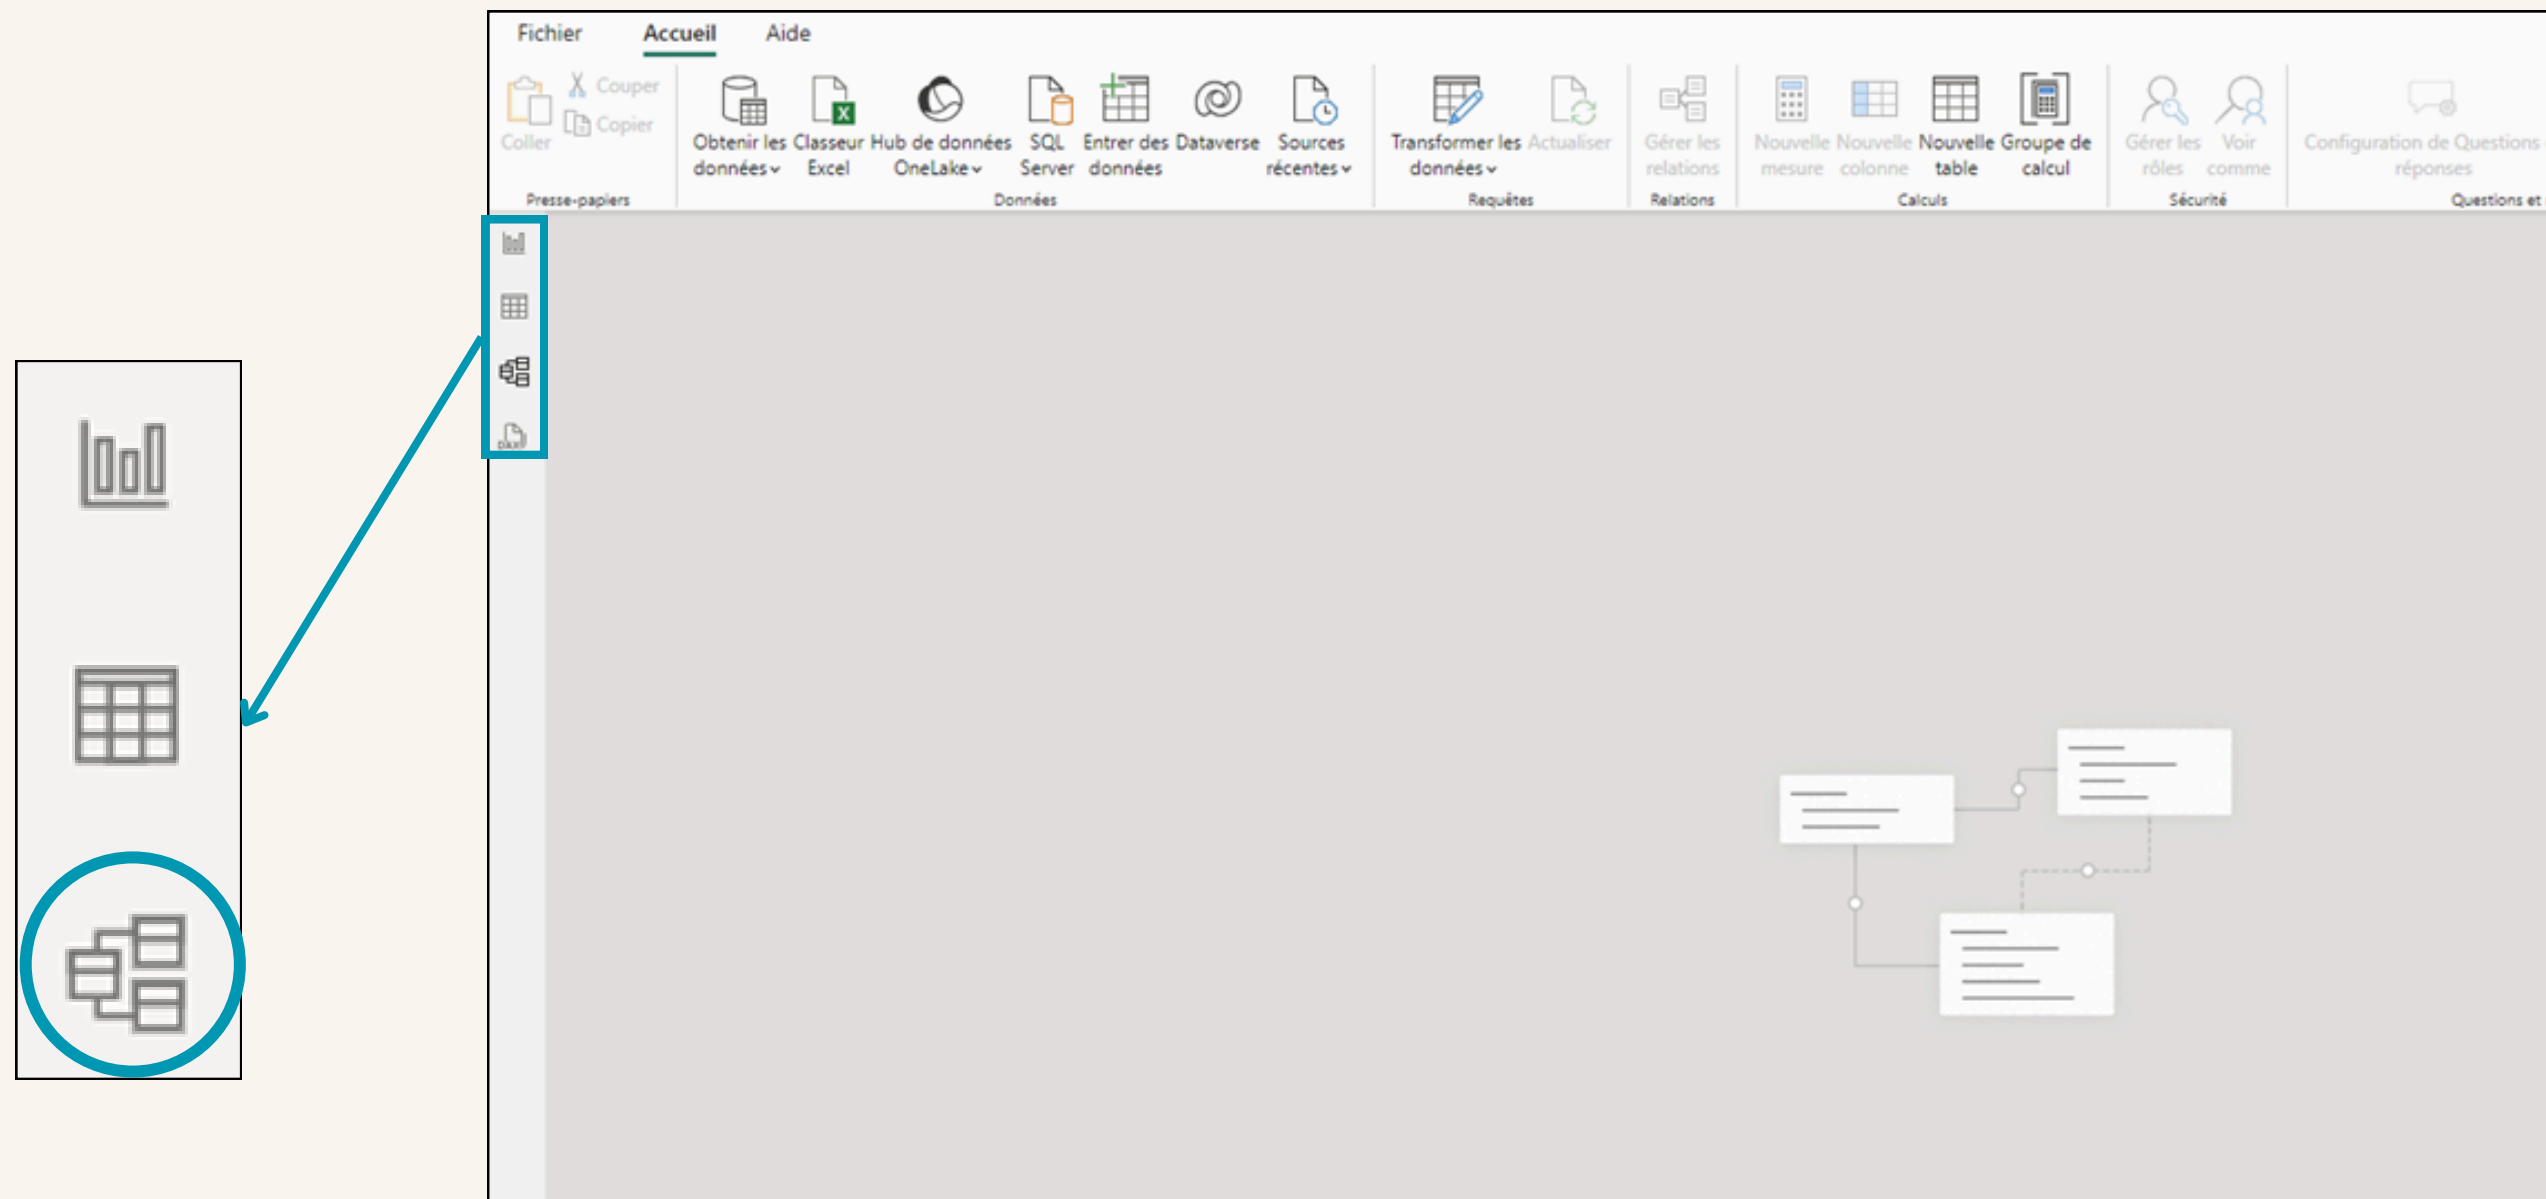 Fichier Accueil Aide
Coller
Couper
Copier
Presse-papiers
Obtenir les données
Classeur Excel
Hub de données OneLake
SQL Server
Entrer des données
Dataverse
Sources récentes
Données
Transformer les données
Actualiser
Requêtes
Gérer les relations
Relations
Nouvelle mesure
Nouvelle colonne
Nouvelle table
Groupe de calcul
Calculs
Gérer les rôles
Voir comme
Sécurité
Configuration de Questions
réponses
Questions et
DAX